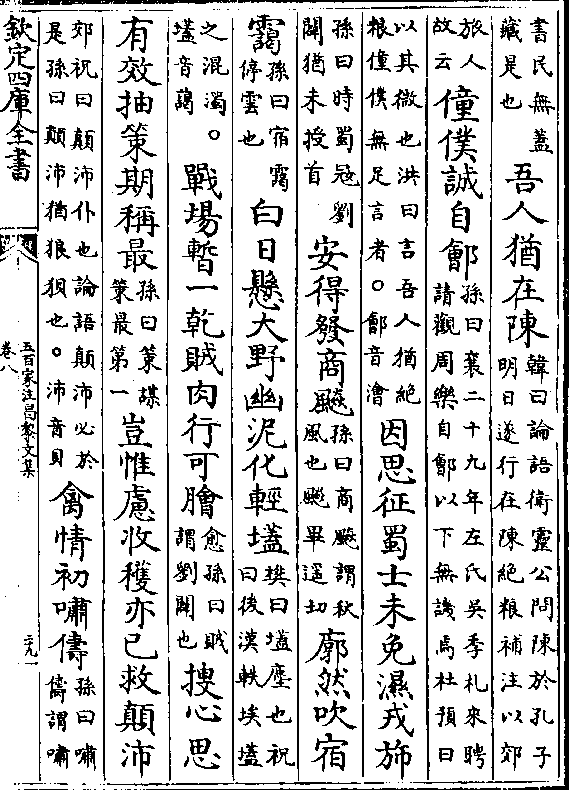 書民無蓋藏是也吾人猶在陳韓曰論語衛靈公問陳於孔子明日遂行在陳絶粮補注以郊
旅人故云僮僕誠自鄶孫曰襄二十九年左氏吳季札來聘請觀周樂自鄶以下無譏焉杜預曰
以其微也洪曰言吾人猶絶粮僮僕無足言者。鄶音澮因思征蜀士未免濕戎斾
孫曰時蜀冦劉闢猶未授首安得發商飈孫曰商飈謂秋風也飈畢遥切廓然吹宿
靄孫曰宿靄停雲也白日懸大野幽泥化輕壒樊曰壒塵也祝曰後漢軼埃壒
之混濁。壒音藹戰場暫一乾賊肉行可膾愈孫曰賊謂劉闢也搜心思
有效抽策期稱最孫曰策謀策最第一豈惟慮收穫亦已救顛沛
郊祝曰顛沛仆也論語顛沛必於是孫曰顛沛猶狼狽也。沛音貝禽情初嘯儔孫曰嘯儔謂嘯
欽定四庫全書
五百家注昌黎文集
卷八
二九